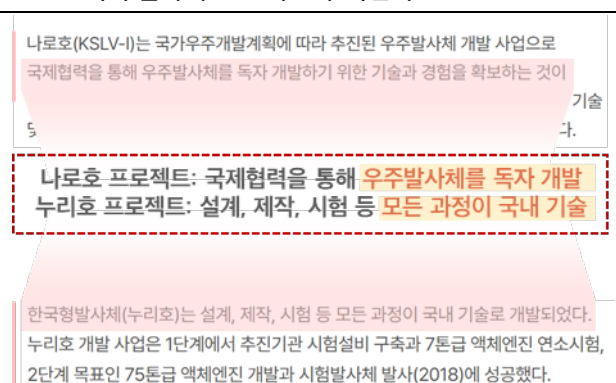 나로호(KSLV-I)는 국가우주개발계획에 따라 추진된 우주발사체 개발 사업으로
국제협력을 통해 우주발사체를 독자 개발하기 위한 기술과 경험을 확보하는 것이
기술
다.
나로호 프로젝트: 국제협력을 통해 우주발사체를 독자 개발
누리호 프로젝트: 설계, 제작, 시험 등 모든 과정이 국내 기술
한국형발사체(누리호)는 설계, 제작, 시험 등 모든 과정이 국내 기술로 개발되었다.
누리호 개발 사업은 1단계에서 추진기관 시험설비 구축과 7톤급 액체엔진 연소시험,
2단계 목표인 75톤급 액체엔진 개발과 시험발사체 발사(2018)에 성공했다.